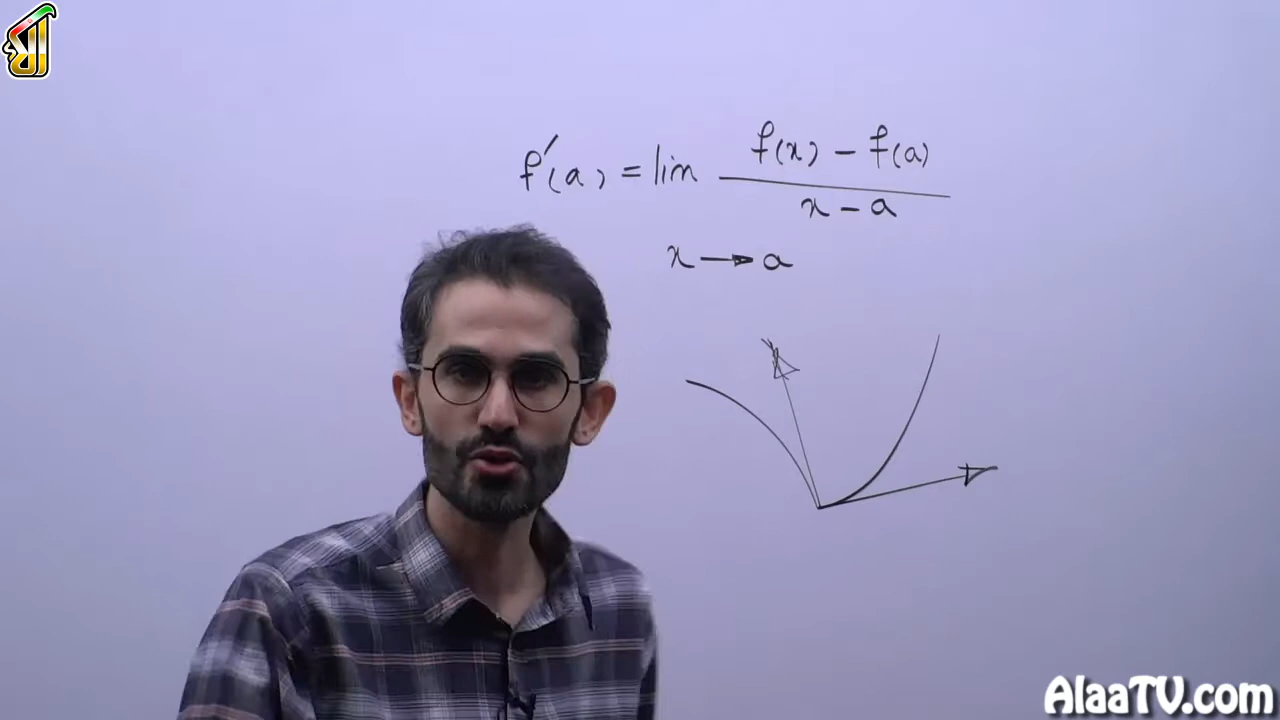 f′(a) = lim f(x) − f(a) / x − a
x → a
AlaaTV.com